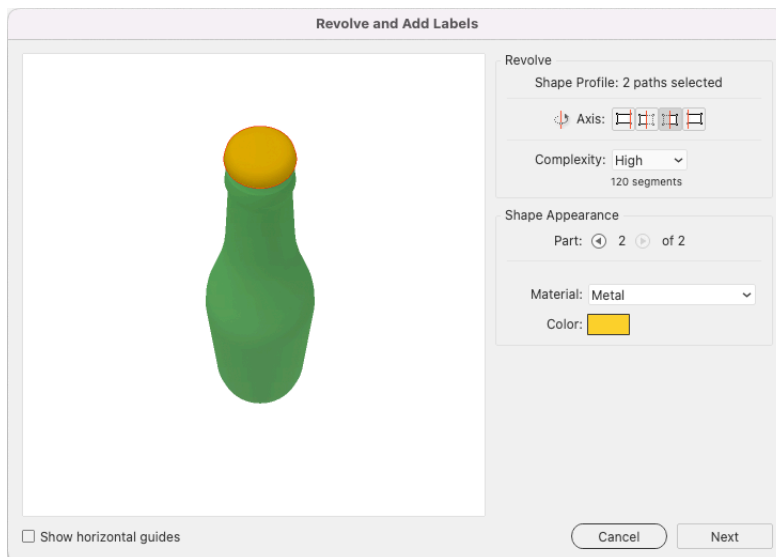 Revolve and Add Labels
Revolve
Shape Profile: 2 paths selected
Axis:
Complexity: High
120 segments
Shape Appearance
Part: 2 of 2
Material: Metal
Color:
Show horizontal guides
Cancel Next